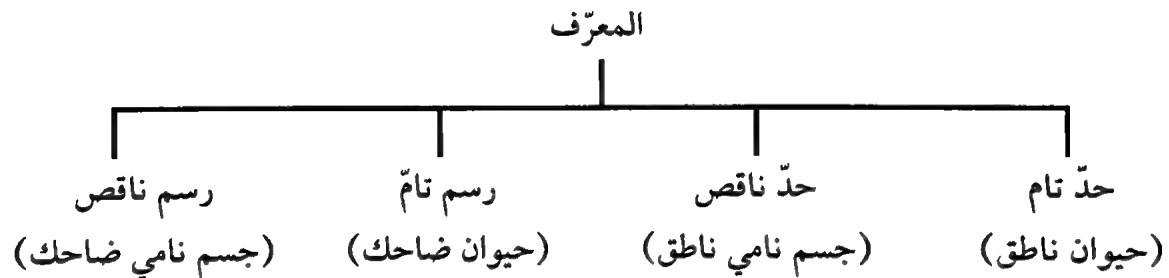 المعرّف
حدّ تام حدّ ناقص رسم تامّ رسم ناقص
(حيوان ناطق) (جسم نامي ناطق) (حيوان ضاحك) (جسم نامي ضاحك)